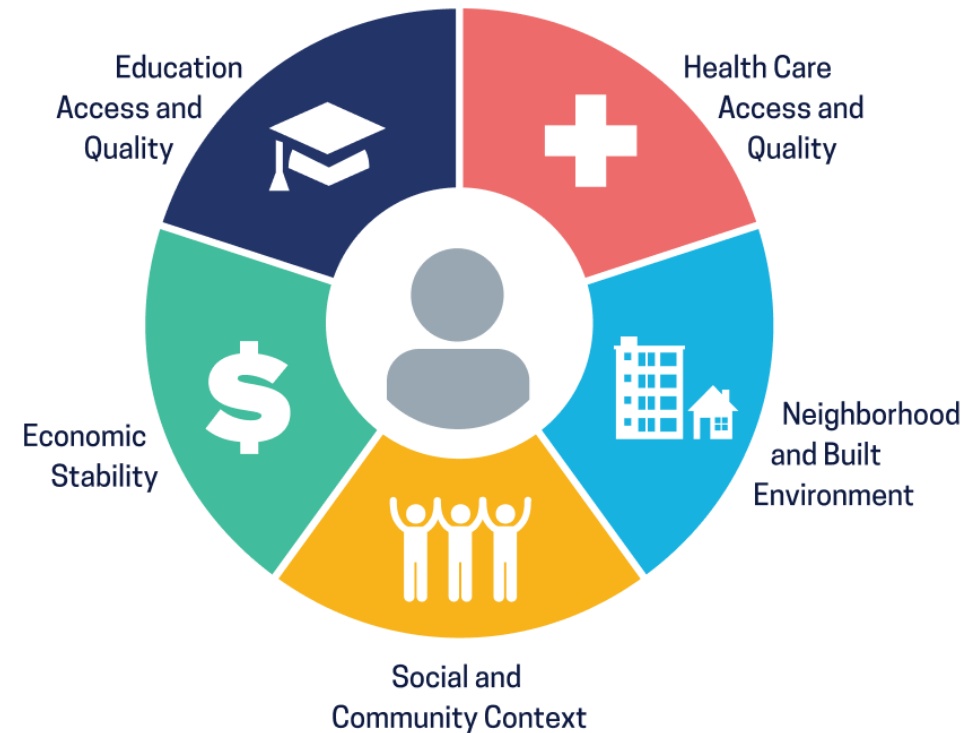 Education
Access and
Quality
Health Care
Access and
Quality
Economic
Stability
Neighborhood
and Built
Environment
Social and
Community Context